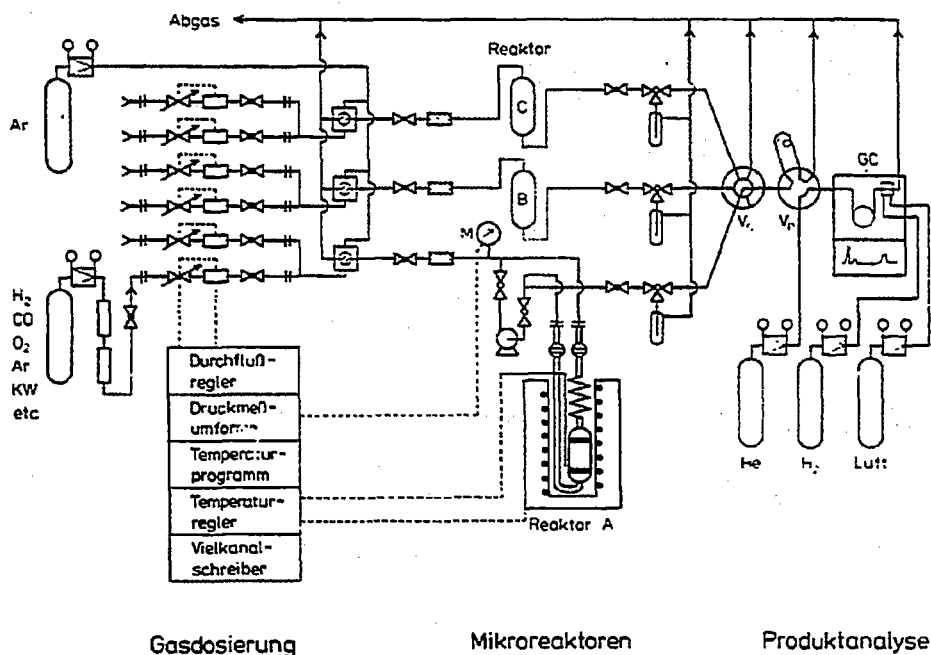 Abgas
Reaktor
Ar
C
GC
B
M
H₂
CO
O₂
Ar
KW
etc
Durchfluß-
regler
Druckmeß-
Temperatur-
programm
Temperatur-
regler
Vielkanal-
schreiber
Reaktor A
He
H₂
Luft
Gasdosierung
Mikroreaktoren
Produktanalyse